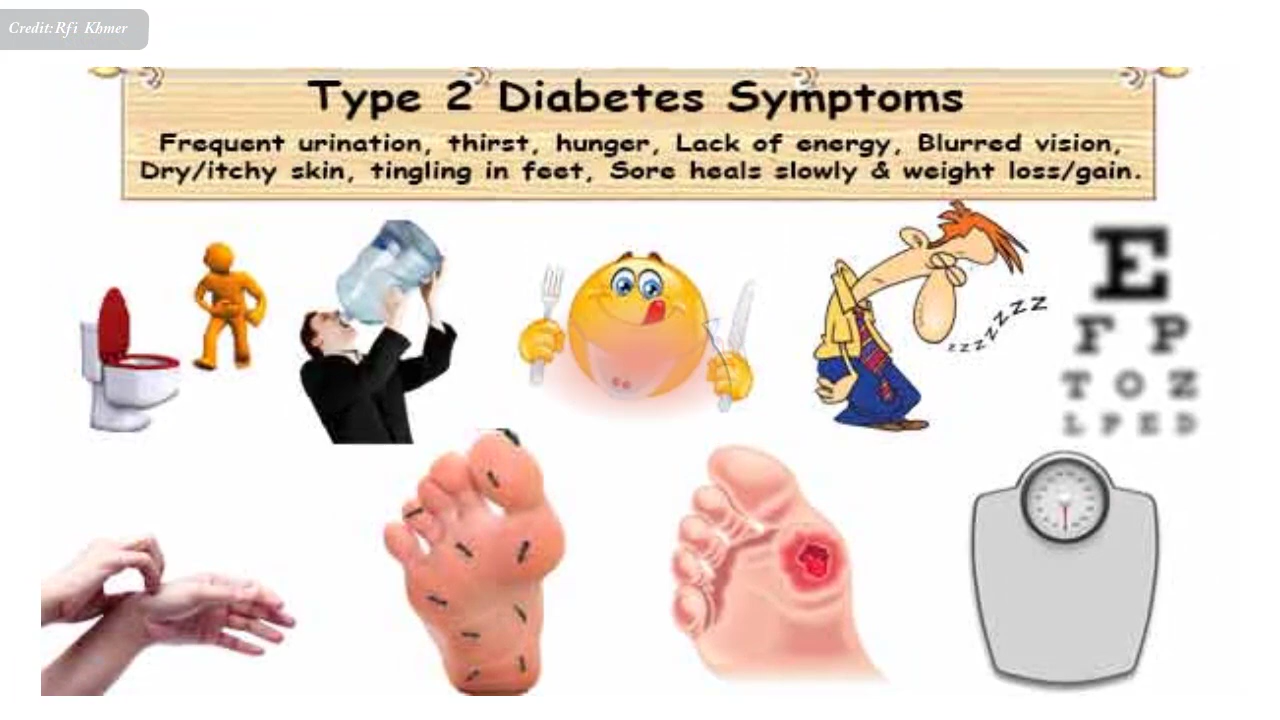 Credit:Rfi Khmer
Type 2 Diabetes Symptoms
Frequent urination, thirst, hunger, Lack of energy, Blurred vision,
Dry/itchy skin, tingling in feet, Sore heals slowly & weight loss/gain.
zzzzzZZZ
E
F P
T O Z
L P E D